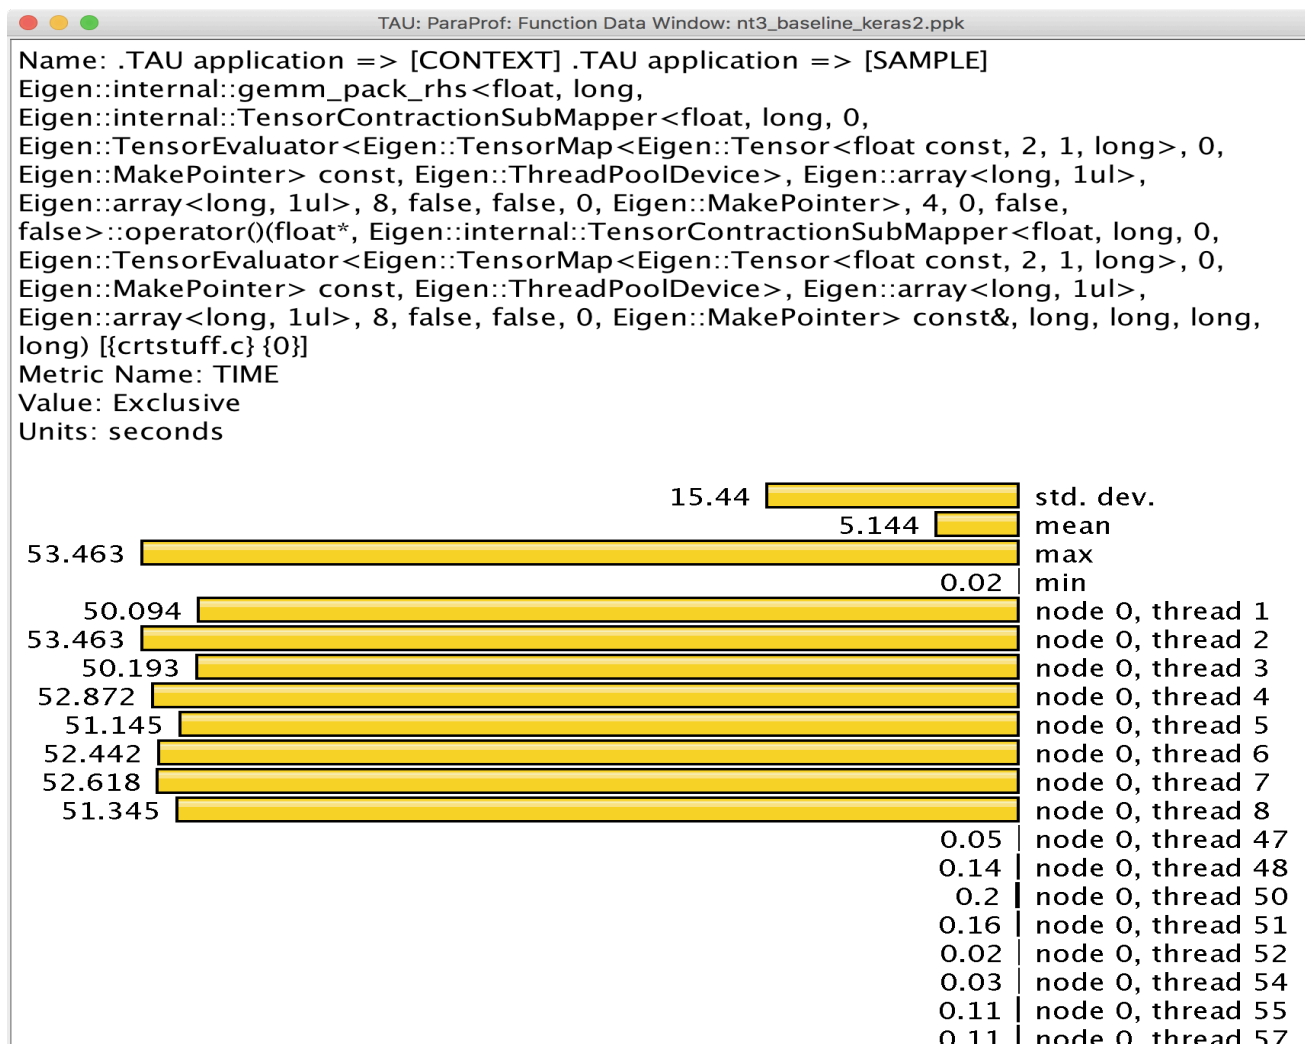 TAU: ParaProf: Function Data Window: nt3_baseline_keras2.ppk
Name: .TAU application => [CONTEXT] .TAU application => [SAMPLE]
Eigen::internal::gemm_pack_rhs<float, long,
Eigen::internal::TensorContractionSubMapper<float, long, 0,
Eigen::TensorEvaluator<Eigen::TensorMap<Eigen::Tensor<float const, 2, 1, long>, 0,
Eigen::MakePointer> const, Eigen::ThreadPoolDevice>, Eigen::array<long, 1ul>,
Eigen::array<long, 1ul>, 8, false, false, 0, Eigen::MakePointer>, 4, 0, false,
false>::operator()(float*, Eigen::internal::TensorContractionSubMapper<float, long, 0,
Eigen::TensorEvaluator<Eigen::TensorMap<Eigen::Tensor<float const, 2, 1, long>, 0,
Eigen::MakePointer> const, Eigen::ThreadPoolDevice>, Eigen::array<long, 1ul>,
Eigen::array<long, 1ul>, 8, false, false, 0, Eigen::MakePointer> const&, long, long, long,
long) [{crtstuff.c} {0}]
Metric Name: TIME
Value: Exclusive
Units: seconds
15.44 std. dev.
5.144 mean
53.463 max
0.02 min
50.094 node 0, thread 1
53.463 node 0, thread 2
50.193 node 0, thread 3
52.872 node 0, thread 4
51.145 node 0, thread 5
52.442 node 0, thread 6
52.618 node 0, thread 7
51.345 node 0, thread 8
0.05 node 0, thread 47
0.14 node 0, thread 48
0.2 node 0, thread 50
0.16 node 0, thread 51
0.02 node 0, thread 52
0.03 node 0, thread 54
0.11 node 0, thread 55
0.11 node 0, thread 57